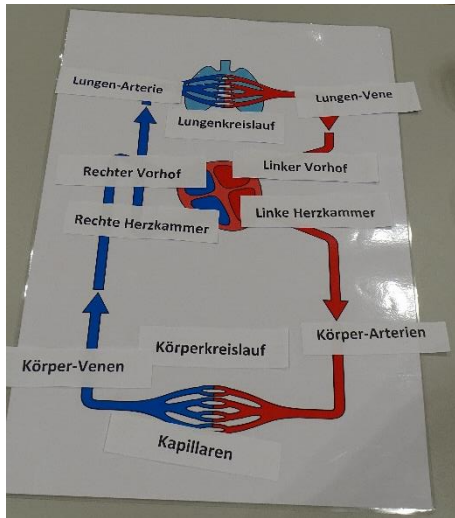 Lungen-Arterie
Lungen-Vene
Lungenkreislauf
Rechter Vorhof
Linker Vorhof
Rechte Herzkammer
Linke Herzkammer
Körperkreislauf
Körper-Arterien
Körper-Venen
Kapillaren